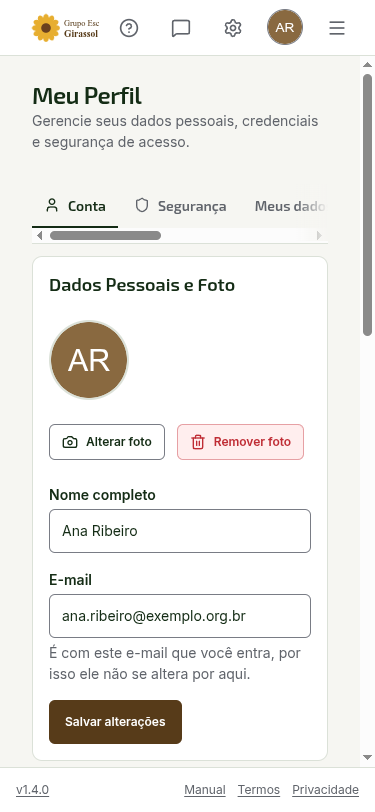 Grupo Esc
Girassol
AR
Meu Perfil
Gerencie seus dados pessoais, credenciais
e segurança de acesso.
Conta
Segurança
Meus dado
Dados Pessoais e Foto
AR
Alterar foto
Remover foto
Nome completo
Ana Ribeiro
E-mail
ana.ribeiro@exemplo.org.br
É com este e-mail que você entra, por
isso ele não se altera por aqui.
Salvar alterações
v1.4.0
Manual
Termos
Privacidade